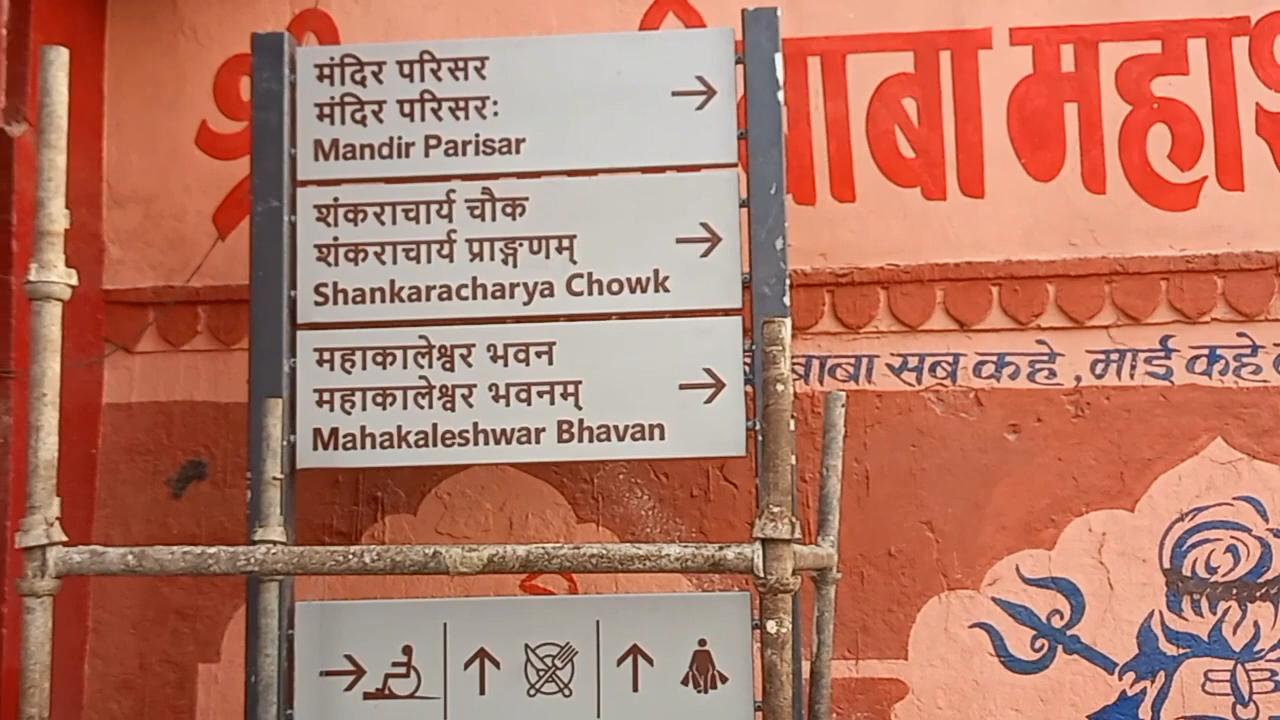 मंदिर परिसर
मंदिर परिसरः
Mandir Parisar
शंकराचार्य चौक
शंकराचार्य प्राङ्गणम्
Shankaracharya Chowk
महाकालेश्वर भवन
महाकालेश्वर भवनम्
Mahakaleshwar Bhavan
बाबा सब कहे, माई कहे